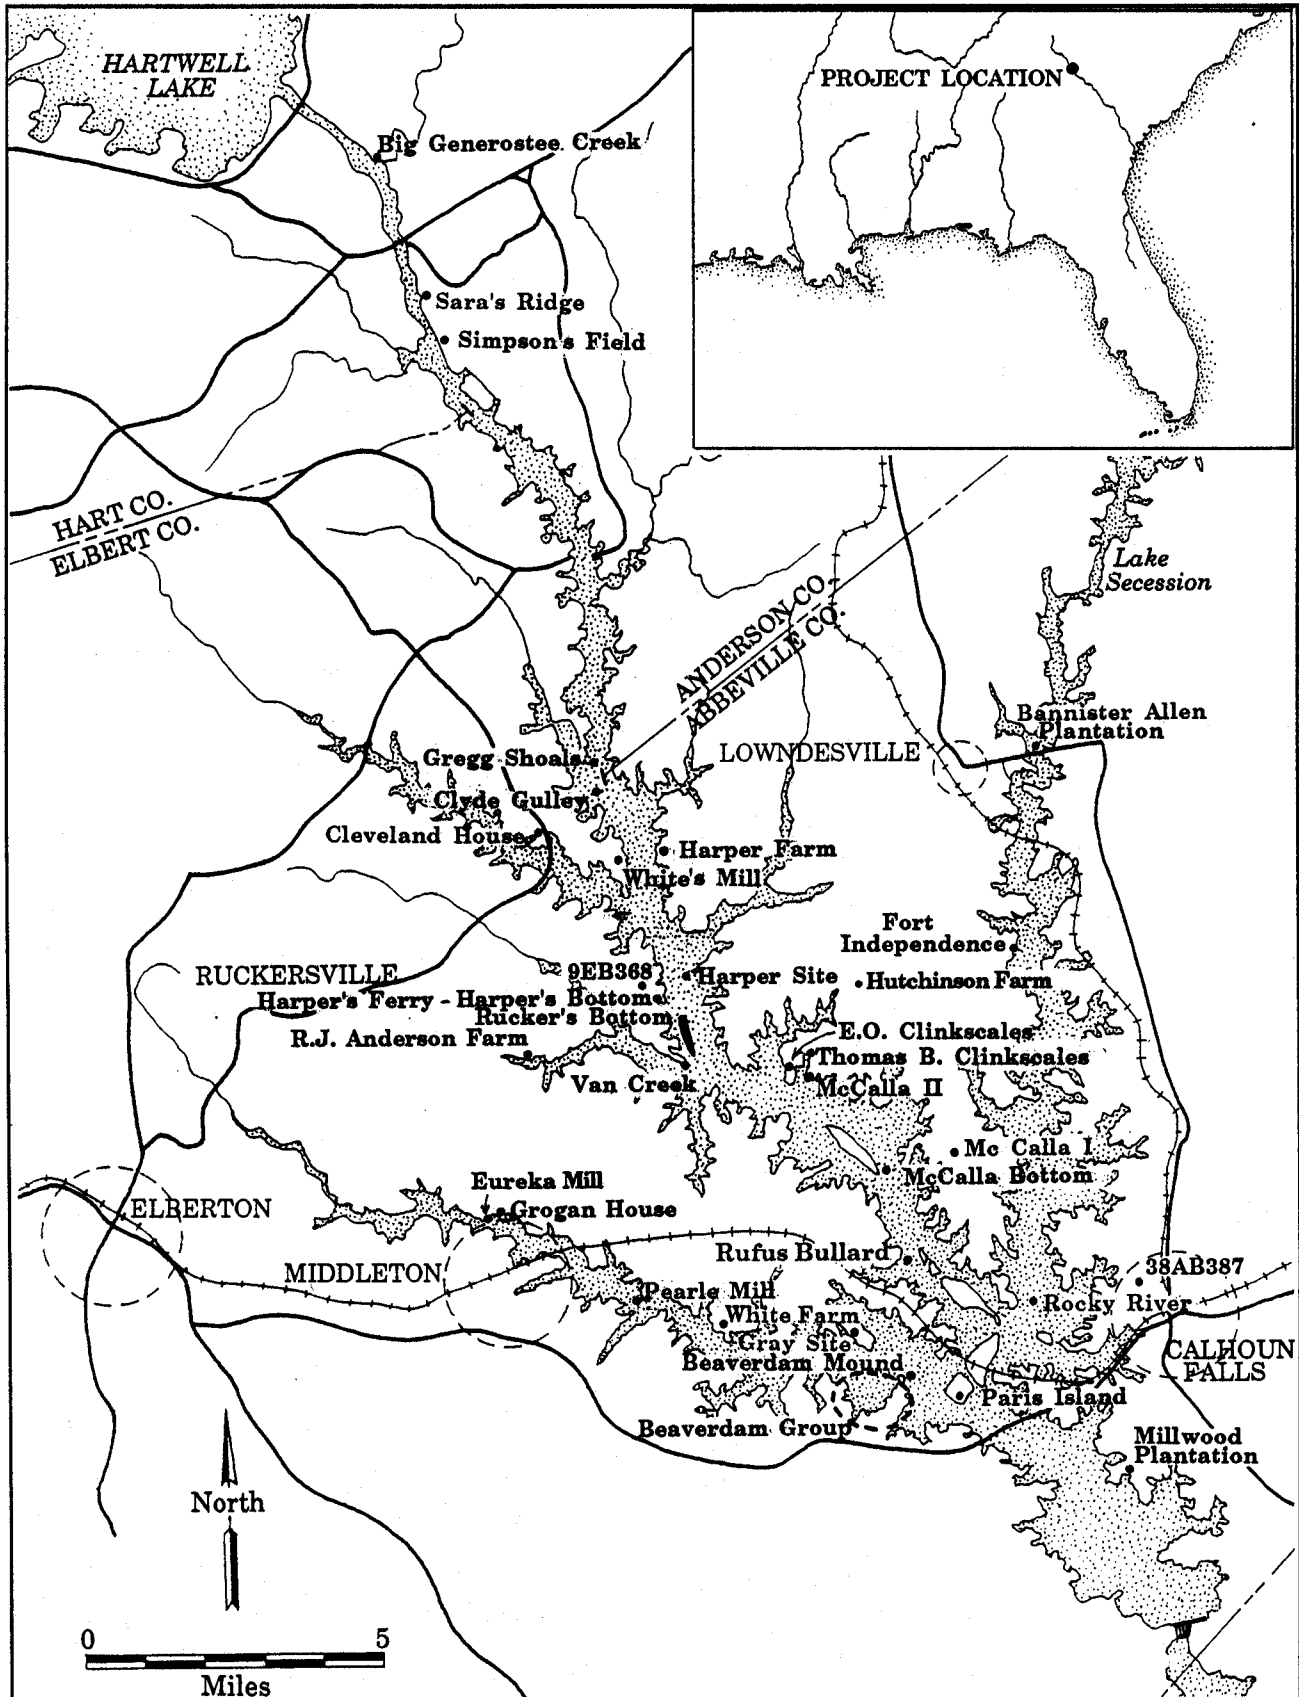 HARTWELL
LAKE
PROJECT LOCATION
Big Generostee Creek
Sara's Ridge
Simpson's Field
HART CO.
ELBERT CO.
Lake
Secession
ANDERSON CO.
ABBEVILLE CO.
Bannister Allen
Plantation
LOWNDESVILLE
Gregg Shoals
Clyde Gulley
Cleveland House
Harper Farm
White's Mill
Fort
Independence
9EB368
Harper Site
Hutchinson Farm
RUCKERSVILLE
Harper's Ferry - Harper's Bottom
Rucker's Bottom
R.J. Anderson Farm
E.O. Clinkscales
Thomas B. Clinkscales
Van Creek
McCalla II
Mc Calla I
McCalla Bottom
Eureka Mill
Grogan House
ELBERTON
Rufus Bullard
MIDDLETON
38AB387
Pearle Mill
Rocky River
White Farm
Gray Site
CALHOUN
FALLS
Beaverdam Mound
Paris Island
Beaverdam Group
Millwood
Plantation
North
0 5
Miles